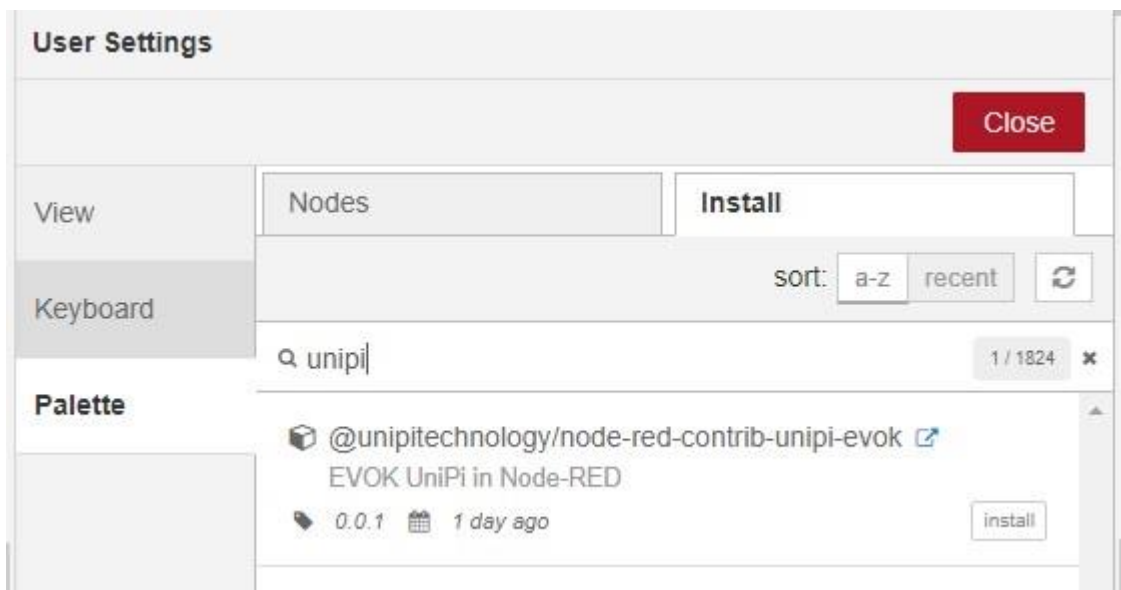 User Settings
Close
View
Nodes
Install
sort: a-z recent
Keyboard
unipi
1 / 1824
Palette
@unipitechnology/node-red-contrib-unipi-evok
EVOK UniPi in Node-RED
0.0.1 1 day ago
install